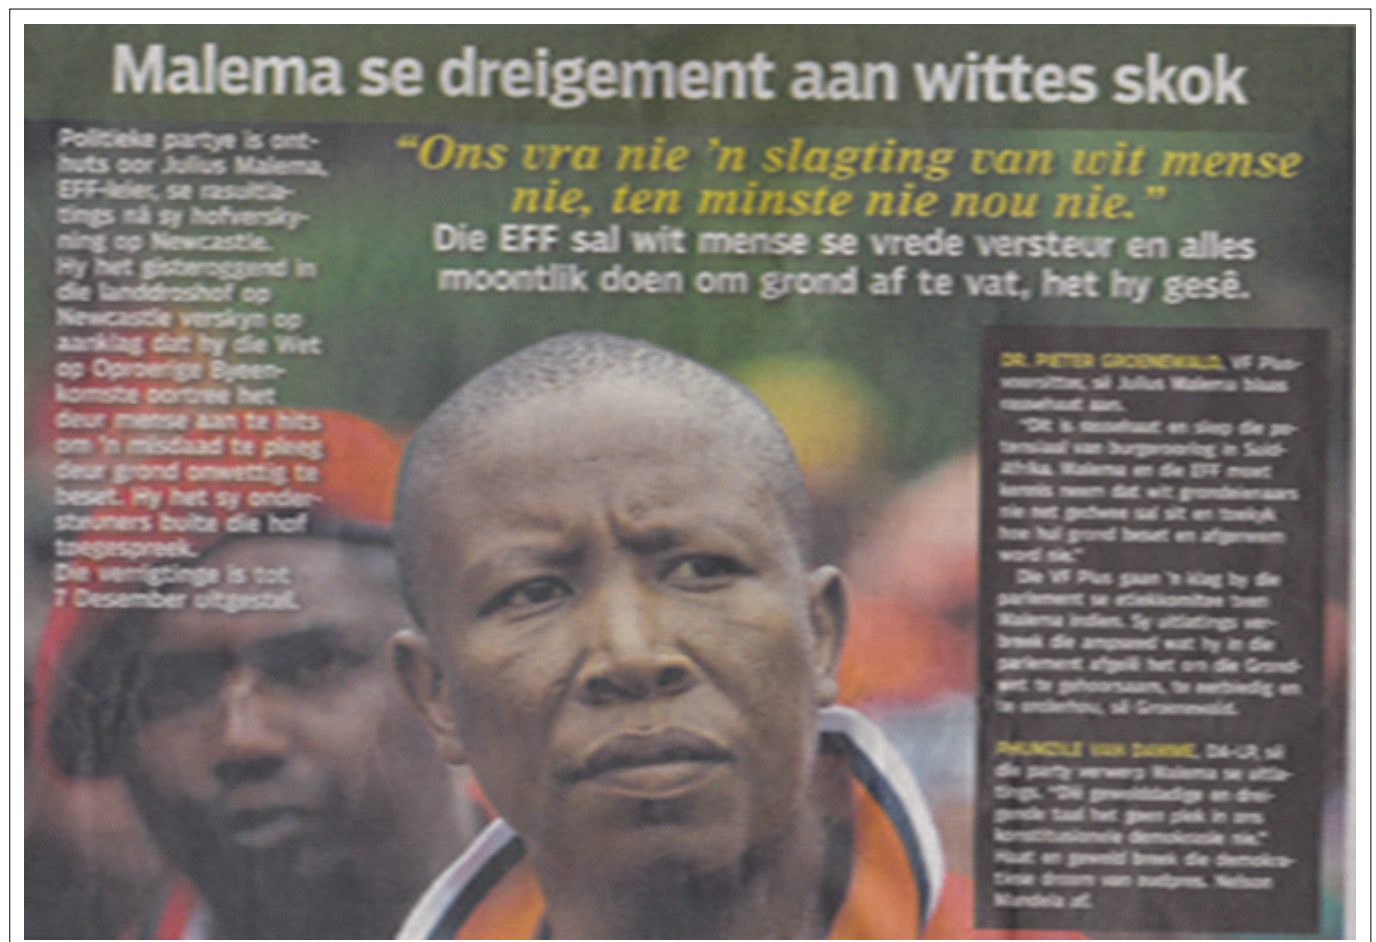 Malema se dreigement aan wittes skok
Politieke partye is ont-
huts oor Julius Malema,
EFF-leier, se
tings ná sy hofversky-
ning op Newcastle.
Hy het gisteroggend in
die landdroshof op
Newcastle verskyn op
aanklag dat hy die Wet
op Oproerige Byeen-
komste oortree het
deur mense aan te hits
om 'n misdaad te pleeg
deur grond onwettig te
beset. Hy het sy onder-
steuners buite die hof
toegespreek.
Die verrigtinge is tot
7 Desember uitgestel.
“Ons vra nie ’n slagting van wit mense
nie, ten minste nie nou nie.”
Die EFF sal wit mense se vrede versteur en alles
moontlik doen om grond af te vat, het hy gesê.
DR. PIETER GROENEWALD, VF Plus-
voorsitter, sê Julius Malema blaas
rassehaat aan.
"Dit is rassehaat en skep die po-
tensiaal van burgeroorlog in Suid-
Afrika. Malema en die EFF moet
kennis neem dat wit grondeienaars
nie net gedwee sal sit en toekyk
hoe hul grond beset en afgeneem
word nie."
Die VF Plus gaan 'n klag by die
parlement se etiekkomitee teen
Malema indien. Sy uitlatings ver-
breek die ampseed wat hy in die
parlement afgelê het om die Grond-
wet te gehoorsaam, te eerbiedig en
te onderhou, sê Groenewald.
PHUMZILE VAN DAMME, DA-LP, sê
die party verwerp Malema se uitla-
tings. "Dié gewelddadige en drei-
gende taal het geen plek in ons
konstitusionele demokrasie nie."
Haat en geweld breek die demokra-
tiese droom van oudpres. Nelson
Mandela af.